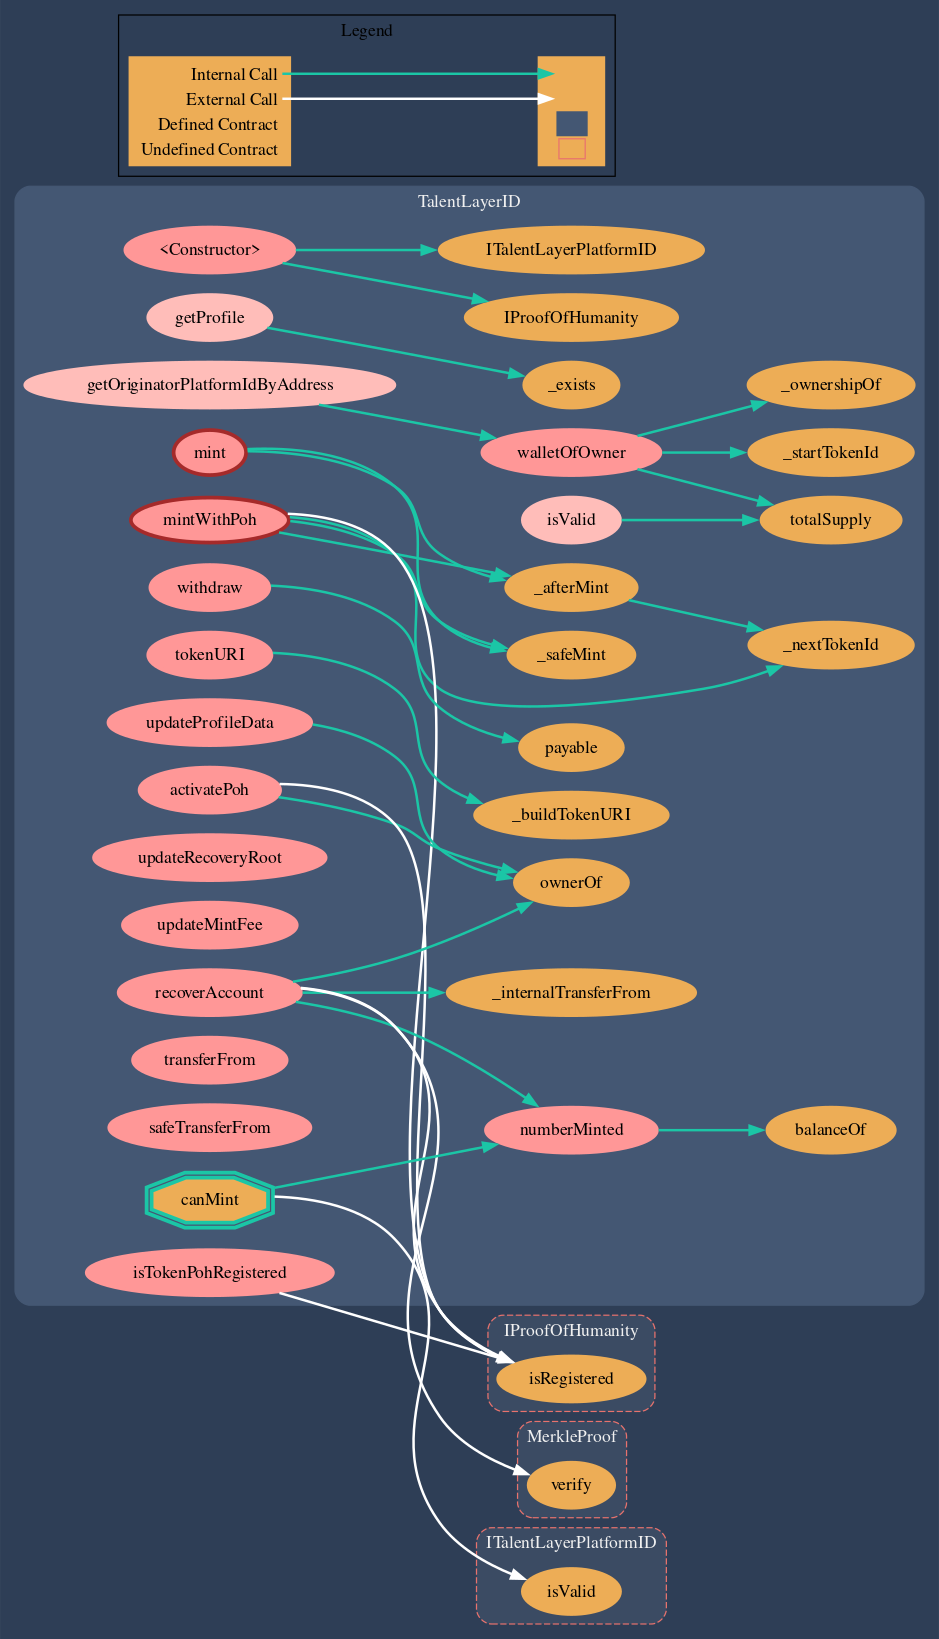 Legend
Internal Call
External Call
Defined Contract
Undefined Contract
TalentLayerID
<Constructor>
ITalentLayerPlatformID
getProfile
IProofOfHumanity
getOriginatorPlatformIdByAddress
_exists
_ownershipOf
mint
walletOfOwner
_startTokenId
mintWithPoh
isValid
totalSupply
withdraw
_afterMint
tokenURI
_safeMint
_nextTokenId
updateProfileData
payable
activatePoh
_buildTokenURI
updateRecoveryRoot
ownerOf
updateMintFee
recoverAccount
_internalTransferFrom
transferFrom
safeTransferFrom
numberMinted
balanceOf
canMint
isTokenPohRegistered
IProofOfHumanity
isRegistered
MerkleProof
verify
ITalentLayerPlatformID
isValid